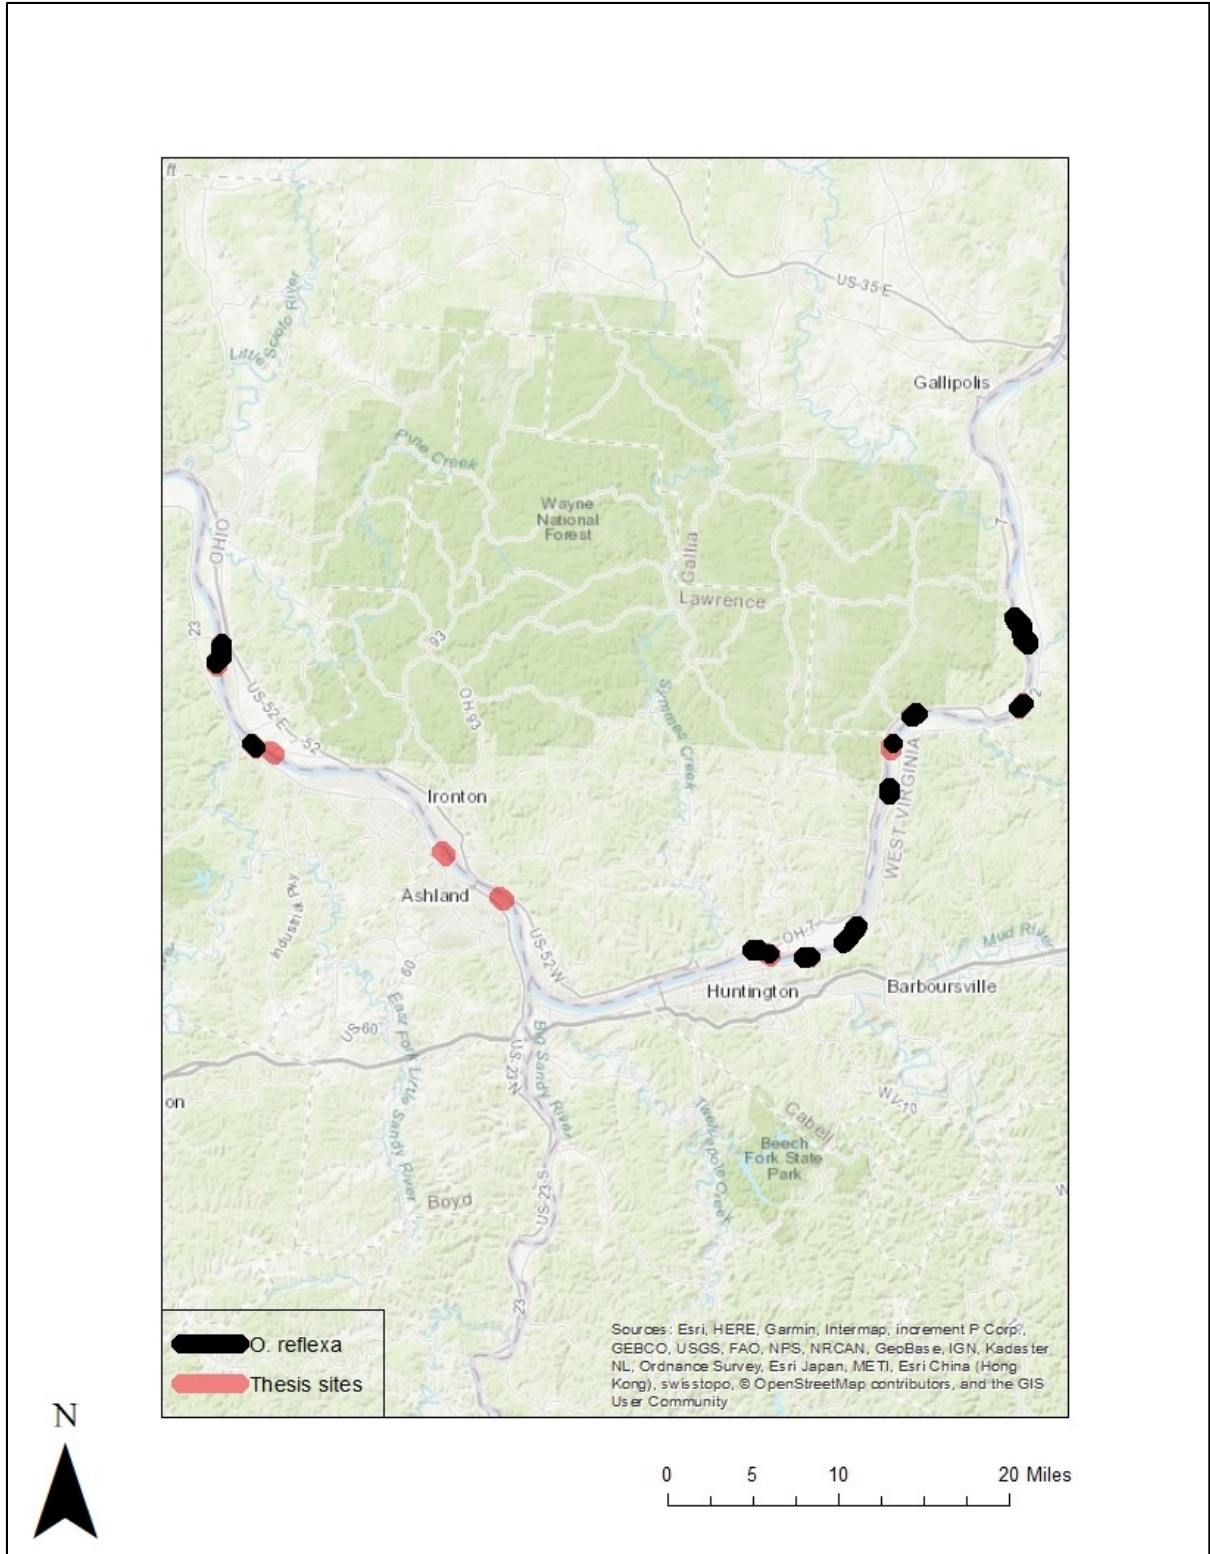 ft
Little Scioto River
US-35 E
Gallipolis
Pyle Creek
Wayne
National
Forest
OHIO
7
Gallia
Lawrence
23
93
US-52 E
52
OH-93
Symmes Creek
2
Ironton
WEST VIRGINIA
Ashland
Industrial Pky
OH-7
US-52 W
Mud River
60
Huntington
Barboursville
US-60
East Fork Little Sandy River
US-23 N
Big Sandy River
on
WV-10
Twelvepole Creek
Cabell
Beech
Fork State
Park
Boyd
US-23 S
W
23
O. reflexa
Thesis sites
Sources: Esri, HERE, Garmin, Intermap, increment P Corp.,
GEBCO, USGS, FAO, NPS, NRCAN, GeoBase, IGN, Kadaster
NL, Ordnance Survey, Esri Japan, METI, Esri China (Hong
Kong), swisstopo, © OpenStreetMap contributors, and the GIS
User Community
N
0 5 10 20 Miles